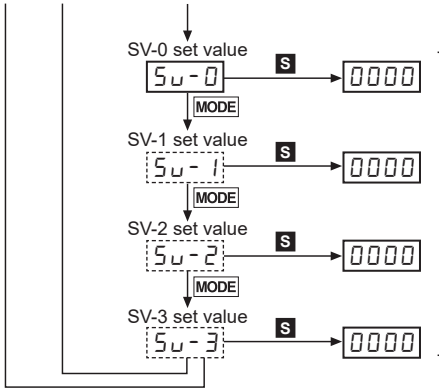 SV-0 set value
Su-0 S 0000
MODE
SV-1 set value
Su-1 S 0000
MODE
SV-2 set value
Su-2 S 0000
MODE
SV-3 set value
Su-3 S 0000